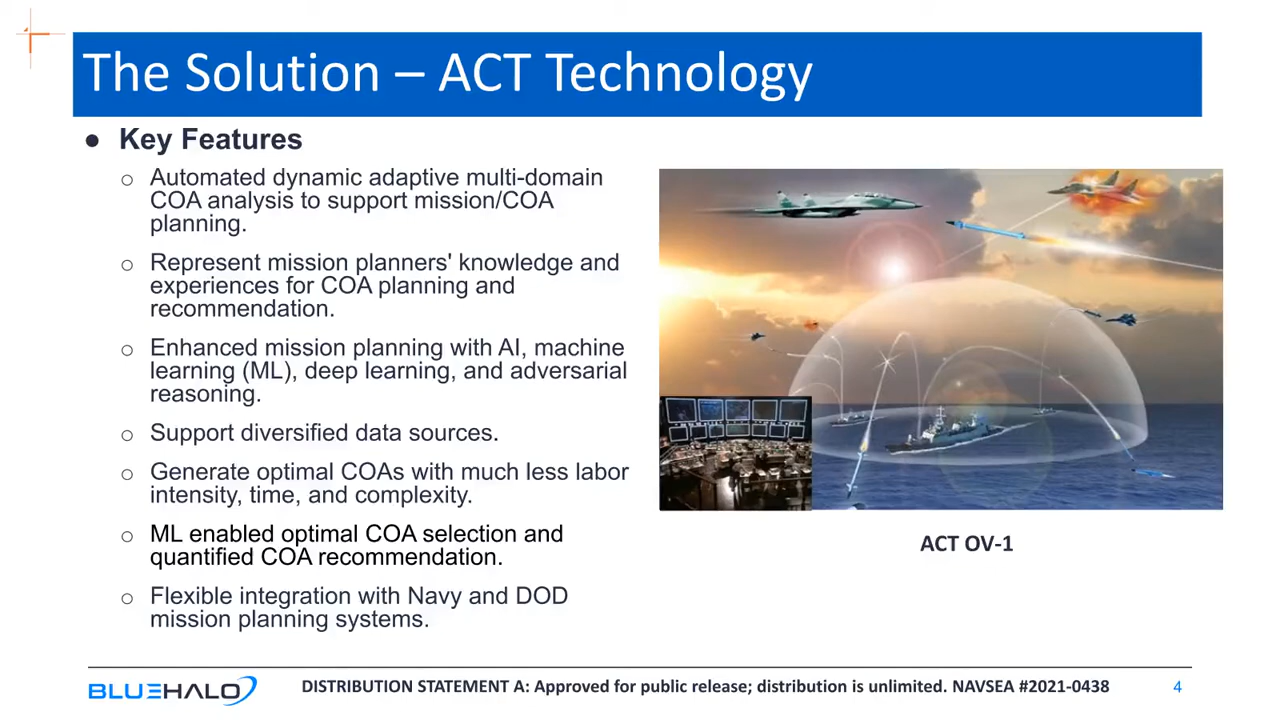 The Solution – ACT Technology
● Key Features
○ Automated dynamic adaptive multi-domain
COA analysis to support mission/COA
planning.
○ Represent mission planners' knowledge and
experiences for COA planning and
recommendation.
○ Enhanced mission planning with AI, machine
learning (ML), deep learning, and adversarial
reasoning.
○ Support diversified data sources.
○ Generate optimal COAs with much less labor
intensity, time, and complexity.
○ ML enabled optimal COA selection and
quantified COA recommendation.
○ Flexible integration with Navy and DOD
mission planning systems.
ACT OV-1
BLUEHALO
DISTRIBUTION STATEMENT A: Approved for public release; distribution is unlimited. NAVSEA #2021-0438
4